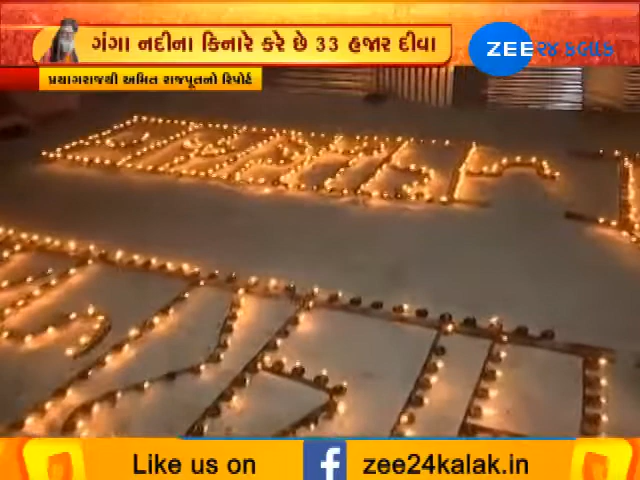 ગંગા નદીના કિનારે કરે છે 33 હજાર દીવા
ZEE ૨૪ કલાક
પ્રયાગરાજથી અમિત રાજપૂતનો રિપોર્ટ
Like us on
zee24kalak.in